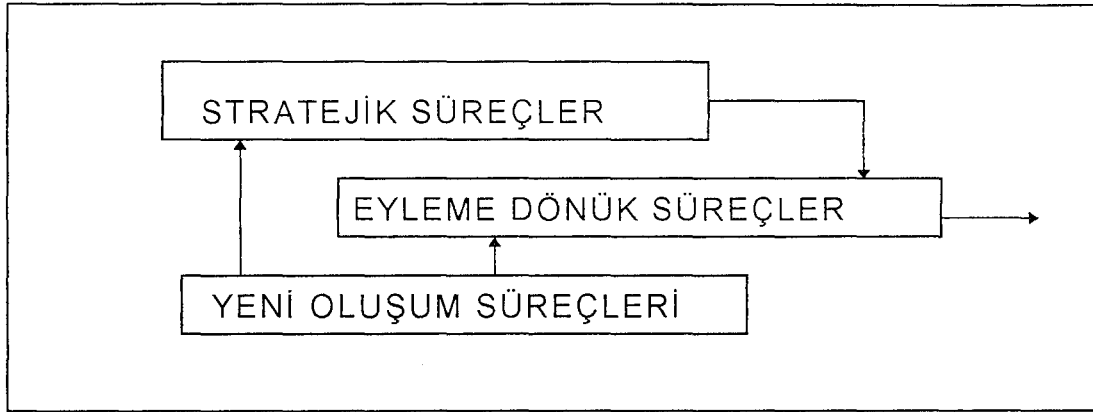 STRATEJİK SÜREÇLER
EYLEME DÖNÜK SÜREÇLER
YENİ OLUŞUM SÜREÇLERİ